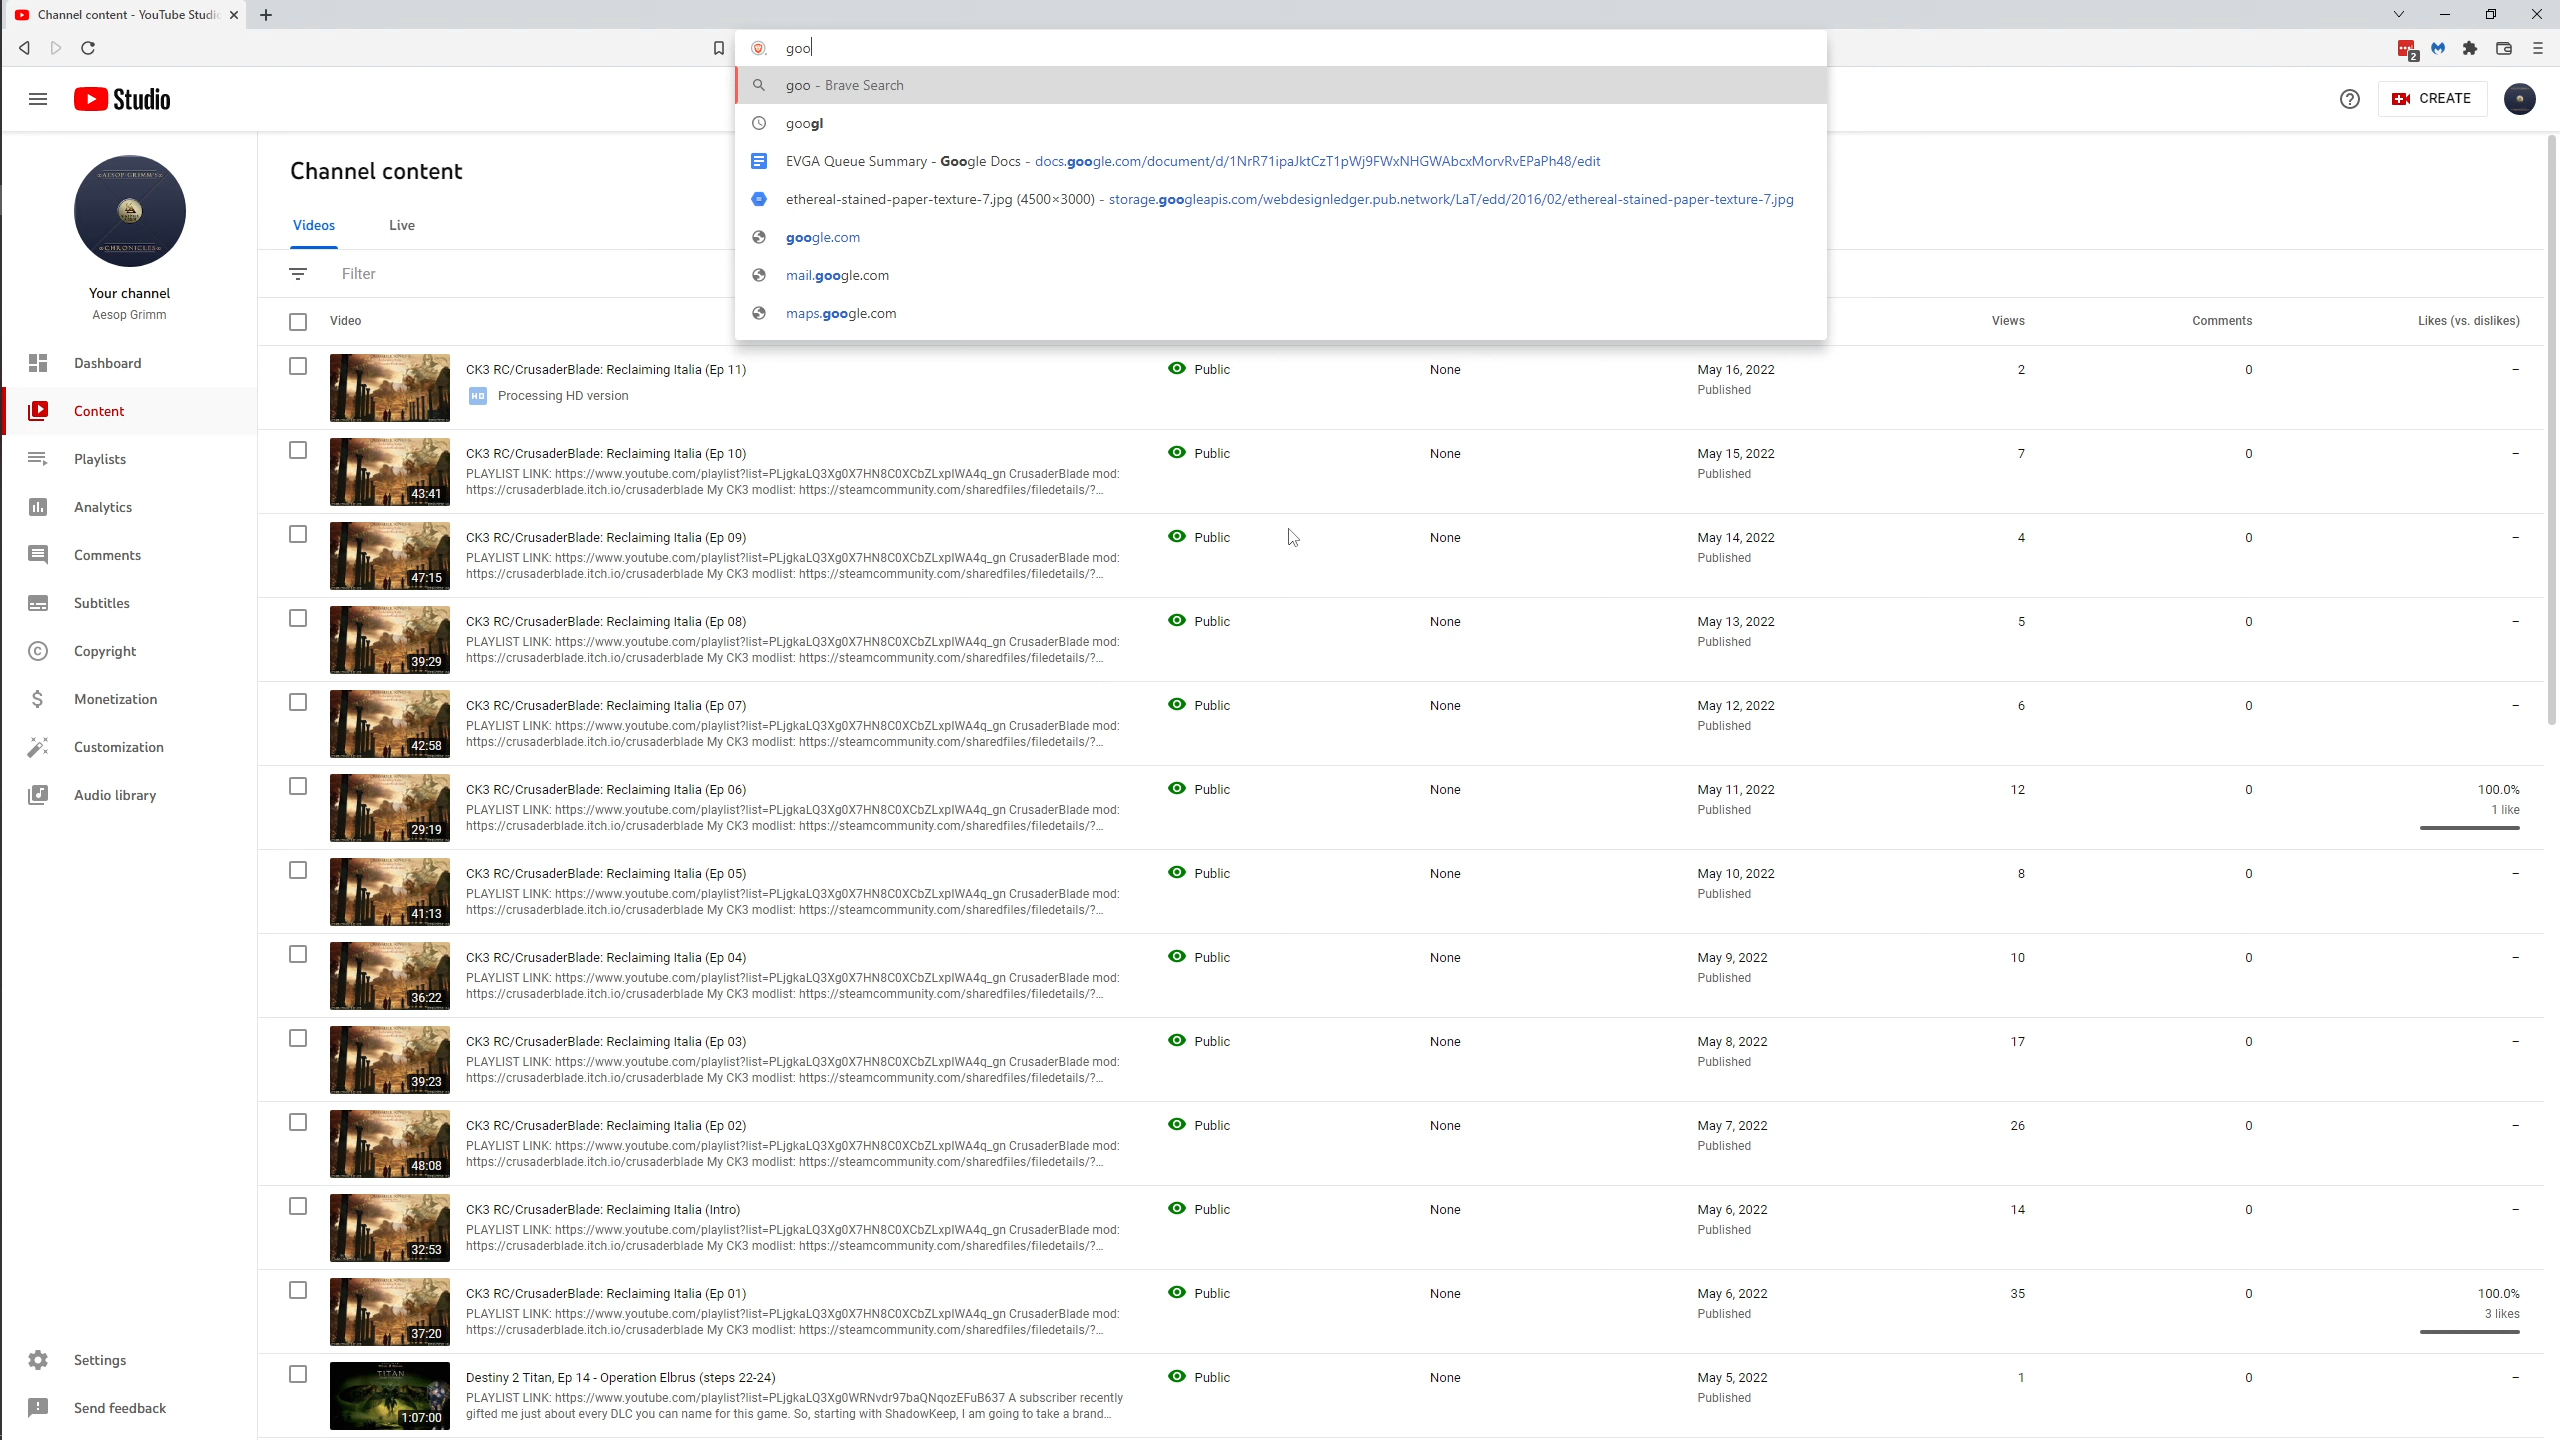 Channel content - YouTube Studio
goo
2
goo - Brave Search
googl
EVGA Queue Summary - Google Docs - docs.google.com/document/d/1NrR71ipaJktCzT1pWj9FWxNHGWAbcxMorvRvEPaPh48/edit
ethereal-stained-paper-texture-7.jpg (4500×3000) - storage.googleapis.com/webdesignledger.pub.network/LaT/edd/2016/02/ethereal-stained-paper-texture-7.jpg
google.com
mail.google.com
maps.google.com
Studio
CREATE
Channel content
Videos Live
Filter
Your channel
Aesop Grimm
Dashboard
Content
Playlists
Analytics
Comments
Subtitles
Copyright
Monetization
Customization
Audio library
Settings
Send feedback
Video Views Comments Likes (vs. dislikes)
CK3 RC/CrusaderBlade: Reclaiming Italia (Ep 11) Public None May 16, 2022 2 0 –
HD Processing HD version Published
CK3 RC/CrusaderBlade: Reclaiming Italia (Ep 10) Public None May 15, 2022 7 0 –
PLAYLIST LINK: https://www.youtube.com/playlist?list=PLjgkaLQ3Xg0X7HN8C0XCbZLxpIWA4q_gn CrusaderBlade mod: Published
43:41 https://crusaderblade.itch.io/crusaderblade My CK3 modlist: https://steamcommunity.com/sharedfiles/filedetails/?...
CK3 RC/CrusaderBlade: Reclaiming Italia (Ep 09) Public None May 14, 2022 4 0 –
PLAYLIST LINK: https://www.youtube.com/playlist?list=PLjgkaLQ3Xg0X7HN8C0XCbZLxpIWA4q_gn CrusaderBlade mod: Published
47:15 https://crusaderblade.itch.io/crusaderblade My CK3 modlist: https://steamcommunity.com/sharedfiles/filedetails/?...
CK3 RC/CrusaderBlade: Reclaiming Italia (Ep 08) Public None May 13, 2022 5 0 –
PLAYLIST LINK: https://www.youtube.com/playlist?list=PLjgkaLQ3Xg0X7HN8C0XCbZLxpIWA4q_gn CrusaderBlade mod: Published
39:29 https://crusaderblade.itch.io/crusaderblade My CK3 modlist: https://steamcommunity.com/sharedfiles/filedetails/?...
CK3 RC/CrusaderBlade: Reclaiming Italia (Ep 07) Public None May 12, 2022 6 0 –
PLAYLIST LINK: https://www.youtube.com/playlist?list=PLjgkaLQ3Xg0X7HN8C0XCbZLxpIWA4q_gn CrusaderBlade mod: Published
42:58 https://crusaderblade.itch.io/crusaderblade My CK3 modlist: https://steamcommunity.com/sharedfiles/filedetails/?...
CK3 RC/CrusaderBlade: Reclaiming Italia (Ep 06) Public None May 11, 2022 12 0 100.0%
PLAYLIST LINK: https://www.youtube.com/playlist?list=PLjgkaLQ3Xg0X7HN8C0XCbZLxpIWA4q_gn CrusaderBlade mod: Published 1 like
29:19 https://crusaderblade.itch.io/crusaderblade My CK3 modlist: https://steamcommunity.com/sharedfiles/filedetails/?...
CK3 RC/CrusaderBlade: Reclaiming Italia (Ep 05) Public None May 10, 2022 8 0 –
PLAYLIST LINK: https://www.youtube.com/playlist?list=PLjgkaLQ3Xg0X7HN8C0XCbZLxpIWA4q_gn CrusaderBlade mod: Published
41:13 https://crusaderblade.itch.io/crusaderblade My CK3 modlist: https://steamcommunity.com/sharedfiles/filedetails/?...
CK3 RC/CrusaderBlade: Reclaiming Italia (Ep 04) Public None May 9, 2022 10 0 –
PLAYLIST LINK: https://www.youtube.com/playlist?list=PLjgkaLQ3Xg0X7HN8C0XCbZLxpIWA4q_gn CrusaderBlade mod: Published
36:22 https://crusaderblade.itch.io/crusaderblade My CK3 modlist: https://steamcommunity.com/sharedfiles/filedetails/?...
CK3 RC/CrusaderBlade: Reclaiming Italia (Ep 03) Public None May 8, 2022 17 0 –
PLAYLIST LINK: https://www.youtube.com/playlist?list=PLjgkaLQ3Xg0X7HN8C0XCbZLxpIWA4q_gn CrusaderBlade mod: Published
39:23 https://crusaderblade.itch.io/crusaderblade My CK3 modlist: https://steamcommunity.com/sharedfiles/filedetails/?...
CK3 RC/CrusaderBlade: Reclaiming Italia (Ep 02) Public None May 7, 2022 26 0 –
PLAYLIST LINK: https://www.youtube.com/playlist?list=PLjgkaLQ3Xg0X7HN8C0XCbZLxpIWA4q_gn CrusaderBlade mod: Published
48:08 https://crusaderblade.itch.io/crusaderblade My CK3 modlist: https://steamcommunity.com/sharedfiles/filedetails/?...
CK3 RC/CrusaderBlade: Reclaiming Italia (Intro) Public None May 6, 2022 14 0 –
PLAYLIST LINK: https://www.youtube.com/playlist?list=PLjgkaLQ3Xg0X7HN8C0XCbZLxpIWA4q_gn CrusaderBlade mod: Published
32:53 https://crusaderblade.itch.io/crusaderblade My CK3 modlist: https://steamcommunity.com/sharedfiles/filedetails/?...
CK3 RC/CrusaderBlade: Reclaiming Italia (Ep 01) Public None May 6, 2022 35 0 100.0%
PLAYLIST LINK: https://www.youtube.com/playlist?list=PLjgkaLQ3Xg0X7HN8C0XCbZLxpIWA4q_gn CrusaderBlade mod: Published 3 likes
37:20 https://crusaderblade.itch.io/crusaderblade My CK3 modlist: https://steamcommunity.com/sharedfiles/filedetails/?...
TITAN Destiny 2 Titan, Ep 14 - Operation Elbrus (steps 22-24) Public None May 5, 2022 1 0 –
PLAYLIST LINK: https://www.youtube.com/playlist?list=PLjgkaLQ3Xg0WRNvdr97baQNqozEFuB637 A subscriber recently Published
1:07:00 gifted me just about every DLC you can name for this game. So, starting with ShadowKeep, I am going to take a brand...